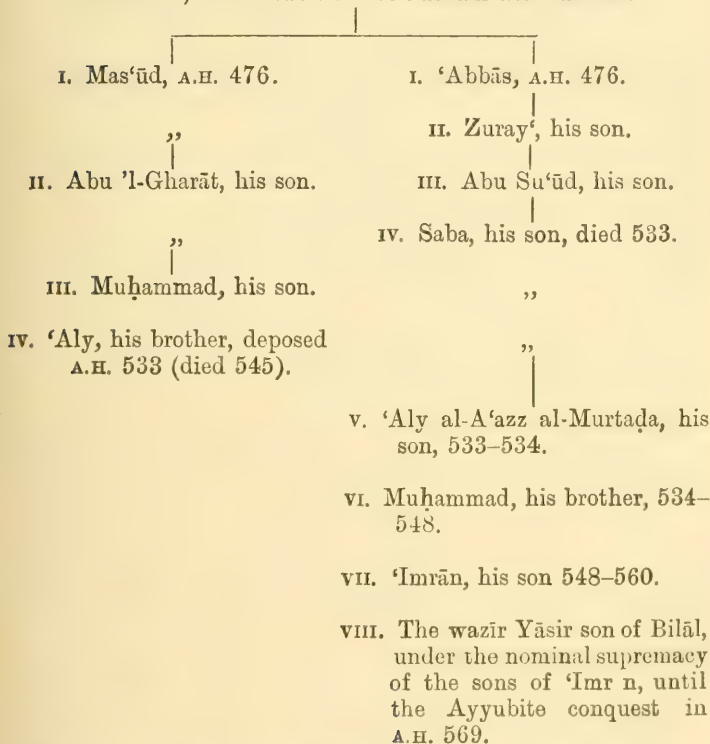 I. Mas‘ūd, A.H. 476.
„
II. Abu ’l-Gharāt, his son.
„
III. Muḥammad, his son.
IV. ‘Aly, his brother, deposed
A.H. 533 (died 545).
I. ‘Abbās, A.H. 476.
II. Zuray‘, his son.
III. Abu Su‘ūd, his son.
IV. Saba, his son, died 533.
„
„
V. ‘Aly al-A‘azz al-Murtaḍa, his
son, 533–534.
VI. Muḥammad, his brother, 534–
548.
VII. ‘Imrān, his son 548–560.
VIII. The wazīr Yāsir son of Bilāl,
under the nominal supremacy
of the sons of ‘Imr n, until
the Ayyubite conquest in
A.H. 569.